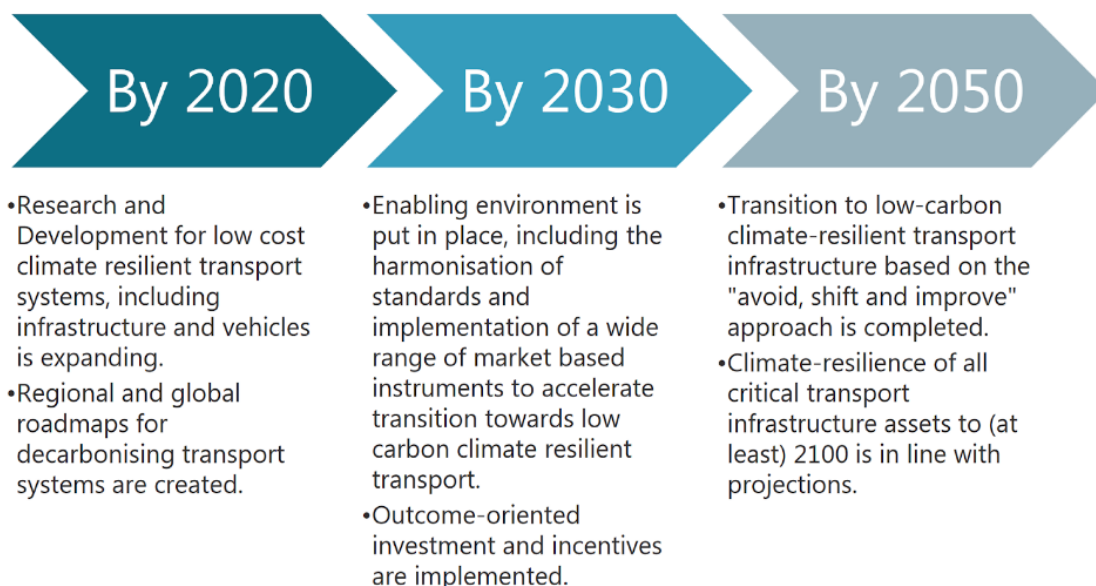 By 2020
•Research and
Development for low cost
climate resilient transport
systems, including
infrastructure and vehicles
is expanding.
•Regional and global
roadmaps for
decarbonising transport
systems are created.
By 2030
•Enabling environment is
put in place, including the
harmonisation of
standards and
implementation of a wide
range of market based
instruments to accelerate
transition towards low
carbon climate resilient
transport.
•Outcome-oriented
investment and incentives
are implemented.
By 2050
•Transition to low-carbon
climate-resilient transport
infrastructure based on the
"avoid, shift and improve"
approach is completed.
•Climate-resilience of all
critical transport
infrastructure assets to (at
least) 2100 is in line with
projections.